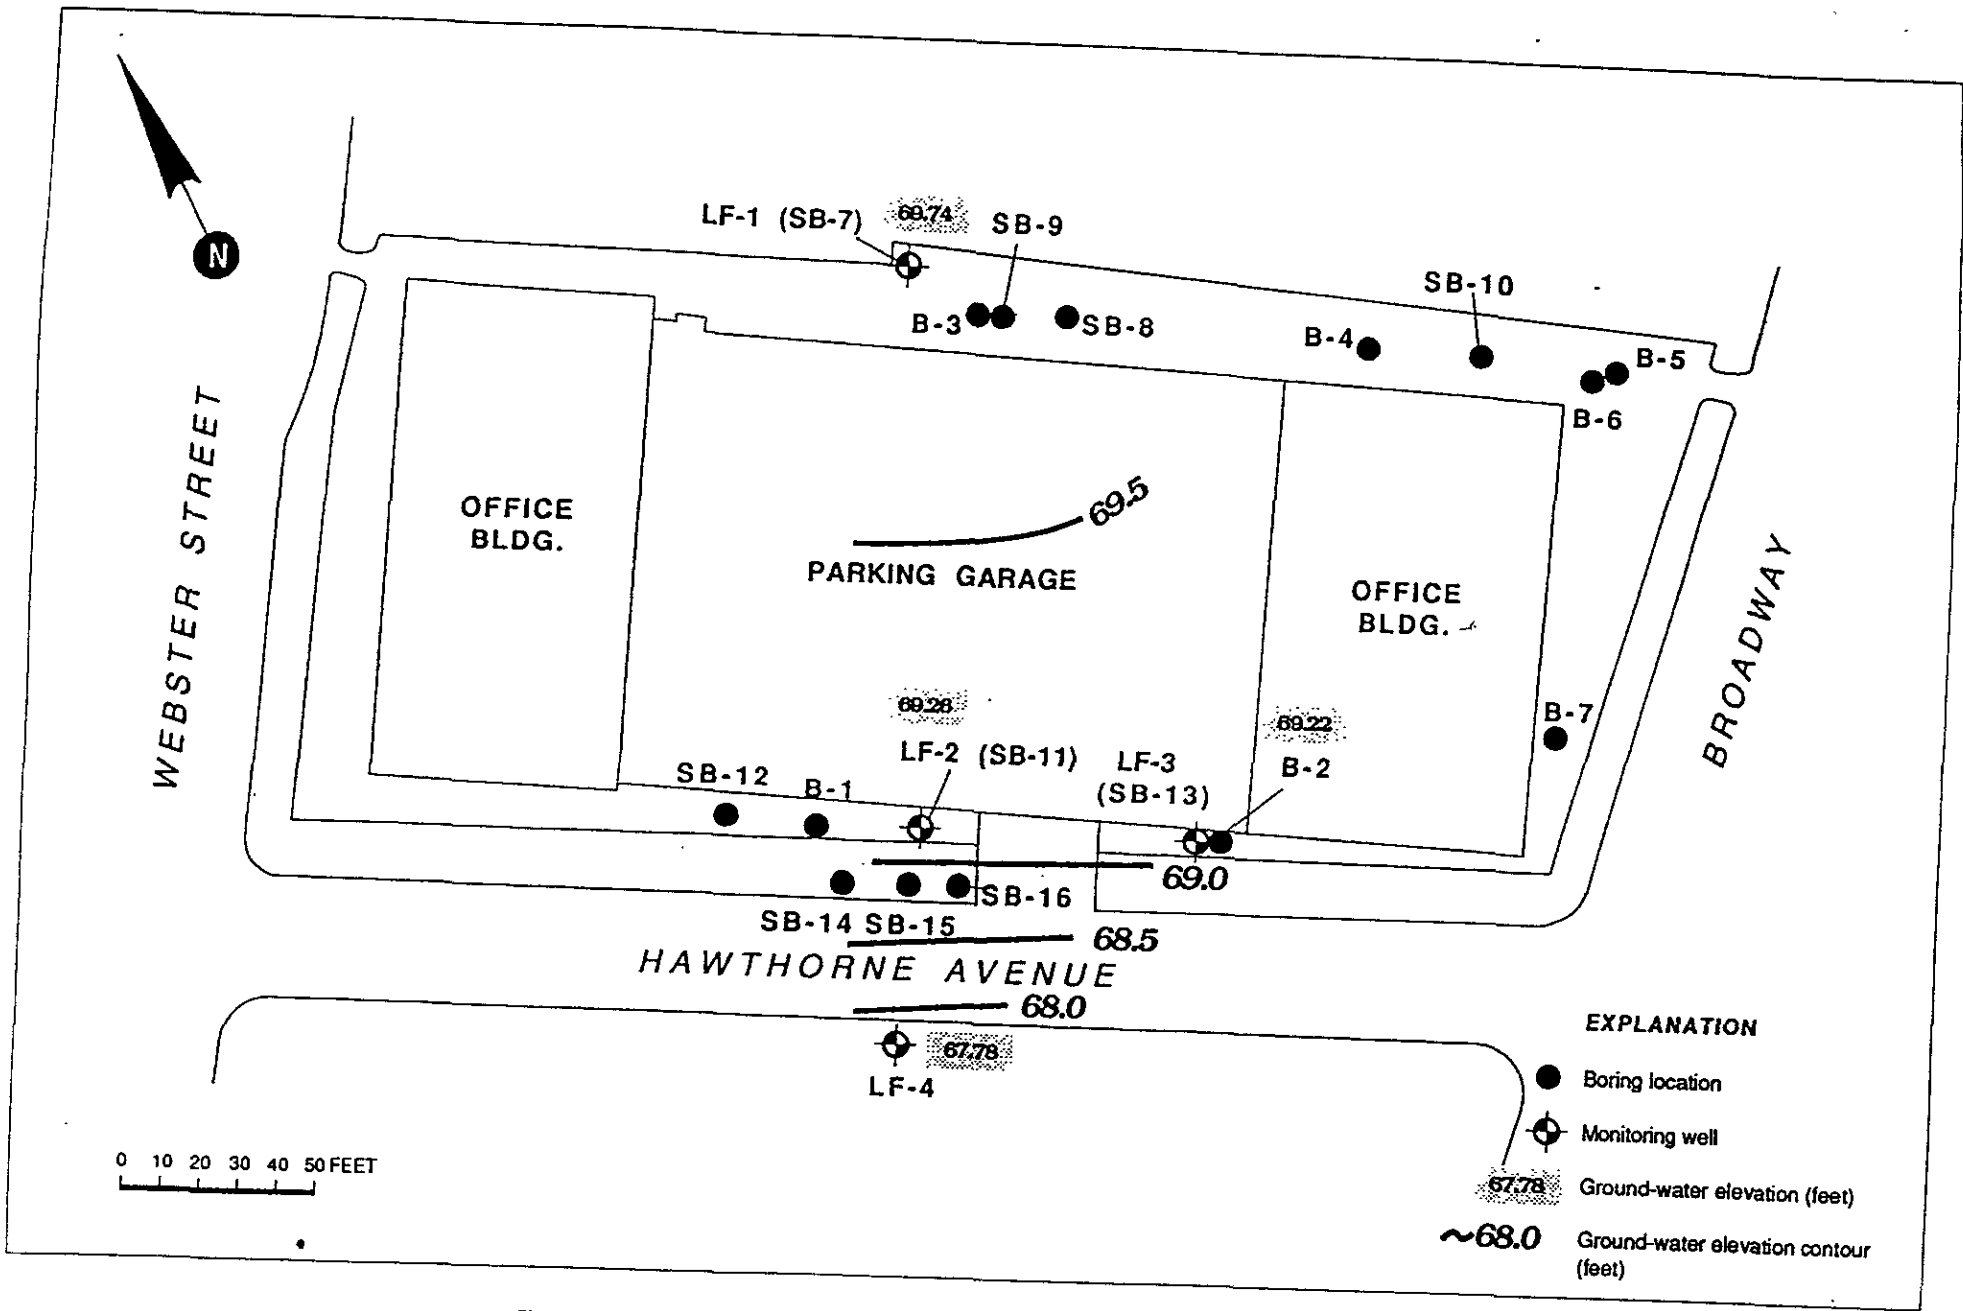 N
LF-1 (SB-7)
69.74
SB-9
SB-10
B-3
SB-8
B-4
B-5
B-6
WEBSTER STREET
OFFICE
BLDG.
69.5
PARKING GARAGE
OFFICE
BLDG.
BROADWAY
69.26
69.22
B-7
LF-2 (SB-11)
LF-3
(SB-13)
B-2
SB-12
B-1
69.0
SB-16
SB-14 SB-15
68.5
HAWTHORNE AVENUE
68.0
67.78
LF-4
EXPLANATION
Boring location
Monitoring well
67.78 Ground-water elevation (feet)
~68.0 Ground-water elevation contour
(feet)
0 10 20 30 40 50 FEET